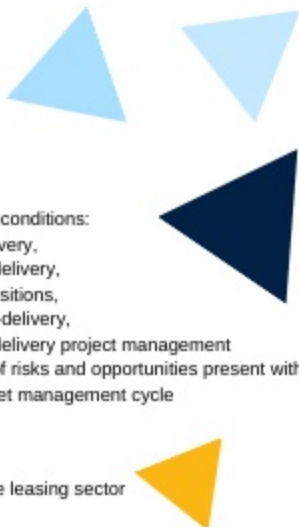 conditions:
very,
delivery,
sitions,
-delivery,
delivery project management
f risks and opportunities present with
et management cycle
e leasing sector